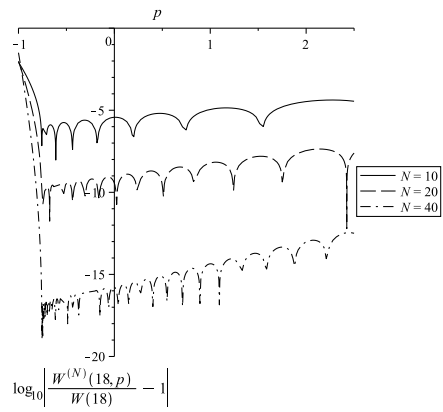 p
−1 0 1 2
−5
−10
−15
−20
N = 10
N = 20
N = 40
log₁₀|W⁽ᴺ⁾(18, p)/W(18) − 1|